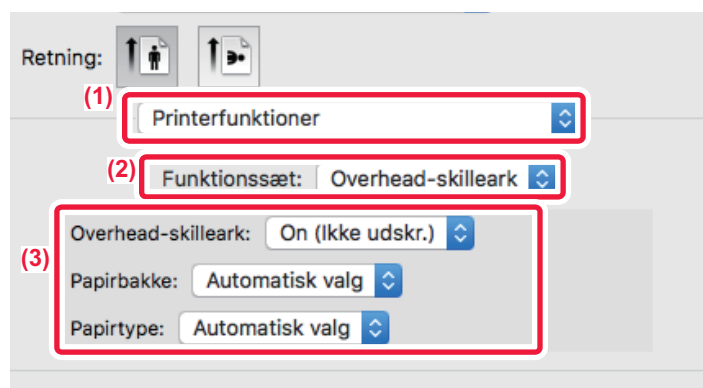 Retning:
(1)
Printerfunktioner
(2) Funktionssæt: Overhead-skilleark
(3)
Overhead-skilleark: On (Ikke udskr.)
Papirbakke: Automatisk valg
Papirtype: Automatisk valg